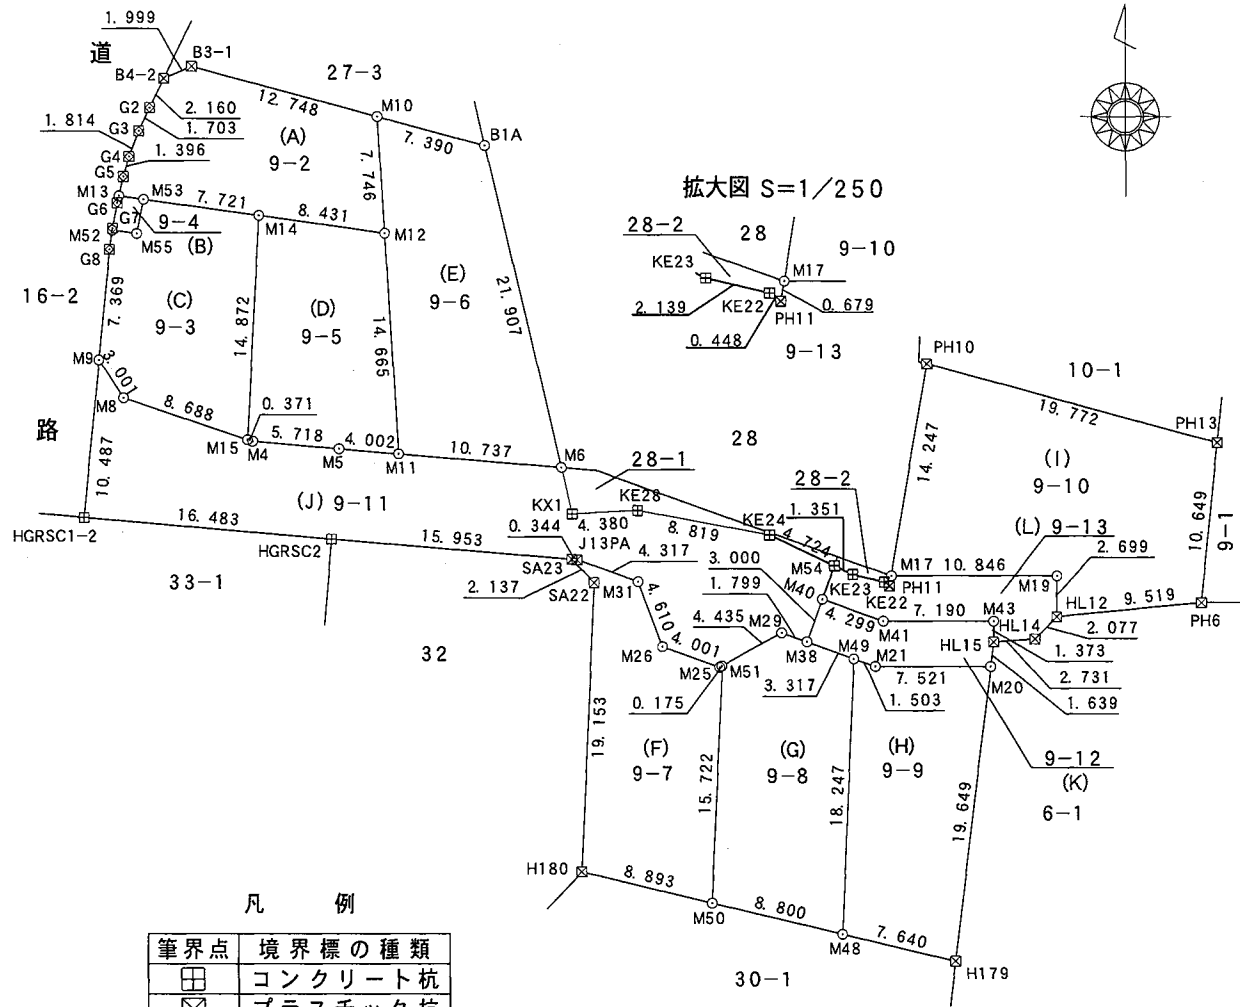 1. 999
道
B3-1
B4-2
27-3
12. 748
M10
G2
2. 160
G3
1. 703
1. 814
(A)
9-2
7. 390
B1A
G4
1. 396
G5
7. 746
M13
M53
7. 721
8. 431
G6
G7
9-4
(B)
M14
M12
M52
M55
G8
16-2
7. 369
(C)
9-3
14. 872
(D)
9-5
14. 665
(E)
9-6
21. 907
拡大図 S=1/250
28-2
28
9-10
KE23
M17
2. 139
KE22
PH11
0. 679
0. 448
9-13
M9
3. 001
M8
8. 688
0. 371
路
M15
M4
5. 718
M5
4. 002
M11
10. 737
M6
10. 487
(J) 9-11
HGRSC1-2
16. 483
HGRSC2
15. 953
33-1
28
28-1
KX1
KE28
4. 380
0. 344
J13PA
8. 819
KE24
28-2
1. 351
4. 724
PH10
10-1
19. 772
PH13
14. 247
(I)
9-10
10. 649
9-1
(L) 9-13
2. 699
SA23
4. 317
3. 000
M54
M17
10. 846
M19
2. 137
SA22
M31
1. 799
M40
KE23
KE22
PH11
HL12
9. 519
PH6
4. 610
4. 435
M29
4. 299
M41
7. 190
M43
HL14
2. 077
M26
4. 001
M38
M49
M21
HL15
1. 373
M25
M51
7. 521
M20
2. 731
3. 317
1. 503
1. 639
0. 175
32
19. 153
(F)
9-7
15. 722
(G)
9-8
18. 247
(H)
9-9
19. 649
9-12
(K)
6-1
H180
8. 893
M50
8. 800
M48
7. 640
H179
30-1
凡 例
筆界点 境界標の種類
コンクリート杭
プラスチック杭